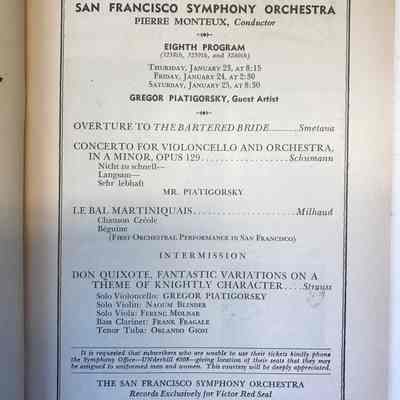 SAN FRANCISCO SYMPHONY ORCHESTRA
PIERRE MONTEUX, Conductor
EIGHTH PROGRAM
(3258th, 3259th, and 3260th)
THURSDAY, JANUARY 23, AT 8:15
FRIDAY, JANUARY 24, AT 2:30
SATURDAY, JANUARY 25, AT 8:30
GREGOR PIATIGORSKY, Guest Artist
OVERTURE TO THE BARTERED BRIDE........Smetana
CONCERTO FOR VIOLONCELLO AND ORCHESTRA,
IN A MINOR, OPUS 129....................Schumann
Nicht zu schnell—
Langsam—
Sehr lebhaft
MR. PIATIGORSKY
LE BAL MARTINIQUAIS.....................Milhaud
Chanson Créole
Béguine
(FIRST ORCHESTRAL PERFORMANCE IN SAN FRANCISCO)
INTERMISSION
DON QUIXOTE, FANTASTIC VARIATIONS ON A
THEME OF KNIGHTLY CHARACTER....Strauss
Solo Violoncello: GREGOR PIATIGORSKY
Solo Violin: NAOUM BLINDER
Solo Viola: FERENC MOLNAR
Bass Clarinet: FRANK FRAGALE
Tenor Tuba: ORLANDO GIOSI
It is requested that subscribers who are unable to use their tickets kindly phone
the Symphony Office—UNderhill 4008—giving location of their seats that they may
be assigned to uniformed men and women. This courtesy will be deeply appreciated.
THE SAN FRANCISCO SYMPHONY ORCHESTRA
Records Exclusively for Victor Red Seal